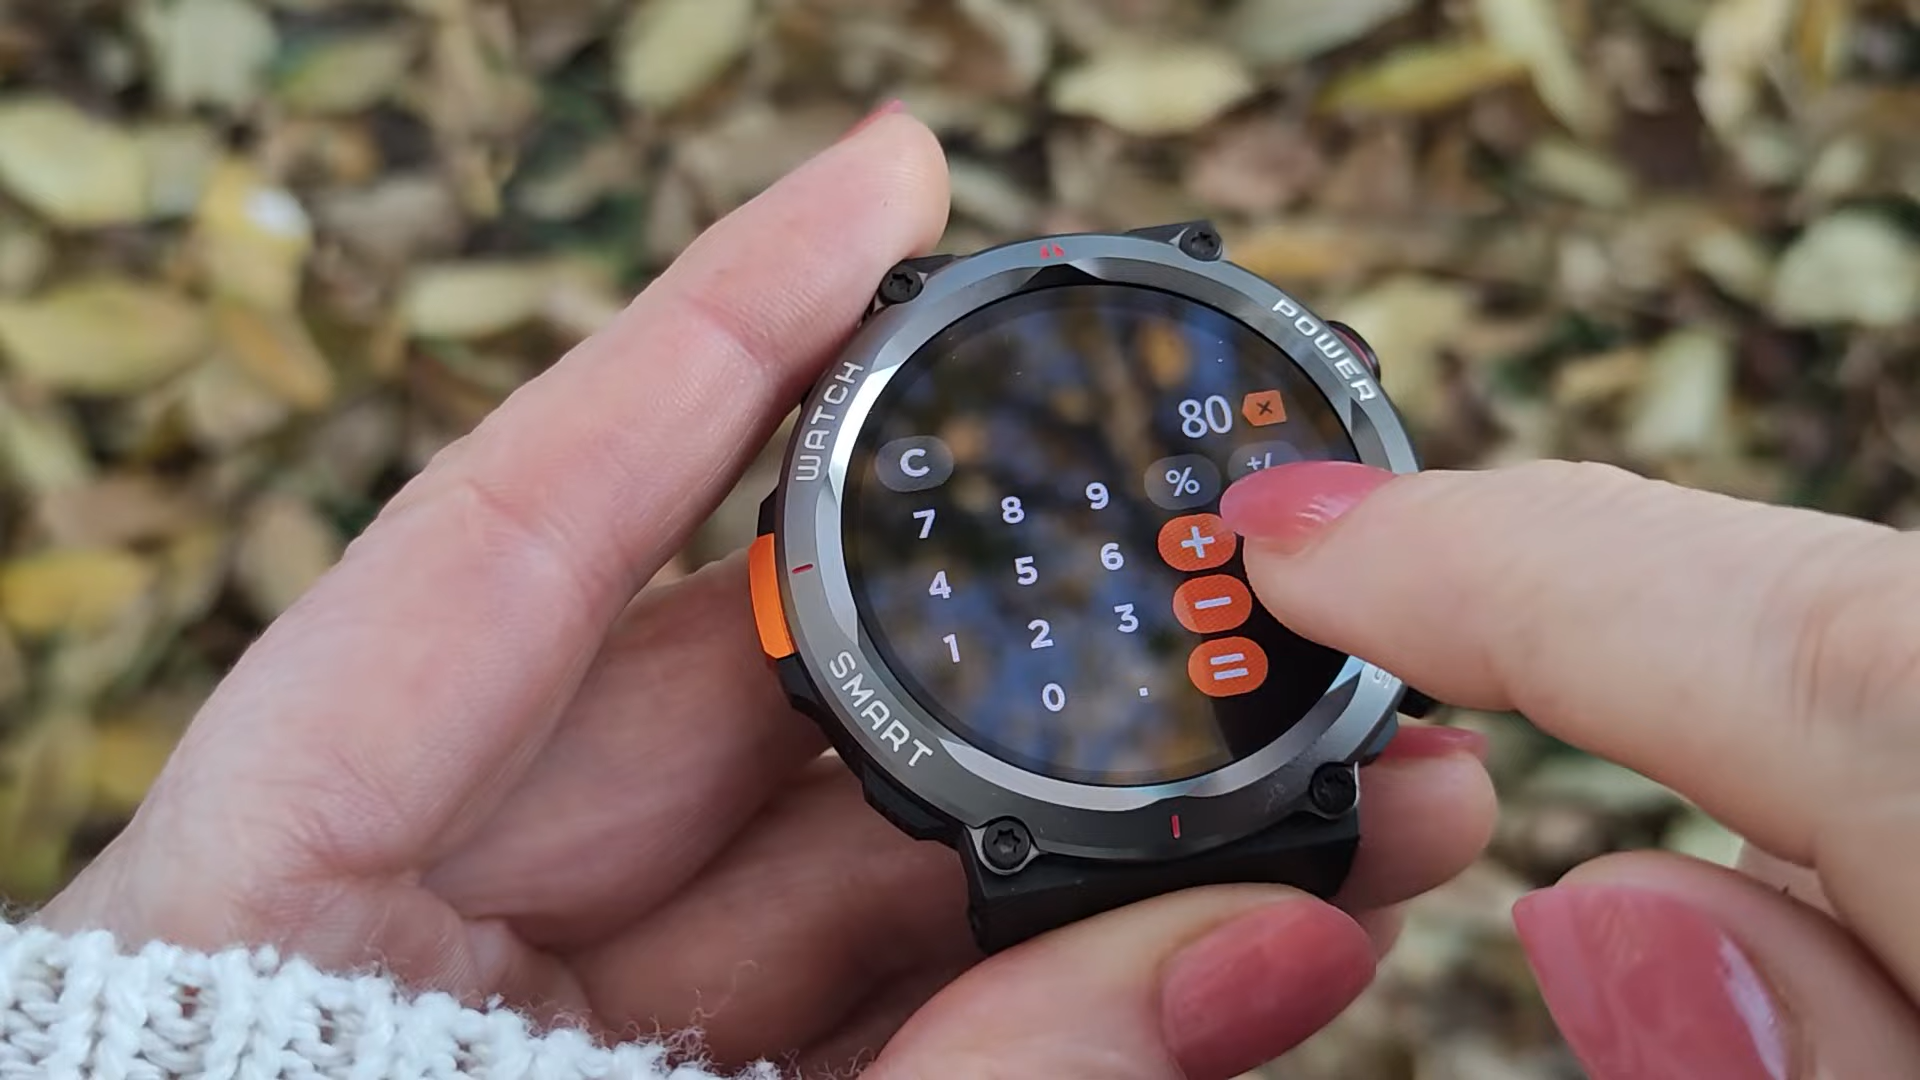 POWER
WATCH
SMART
80
C % +/
7 8 9 +
4 5 6 −
1 2 3 =
0 .